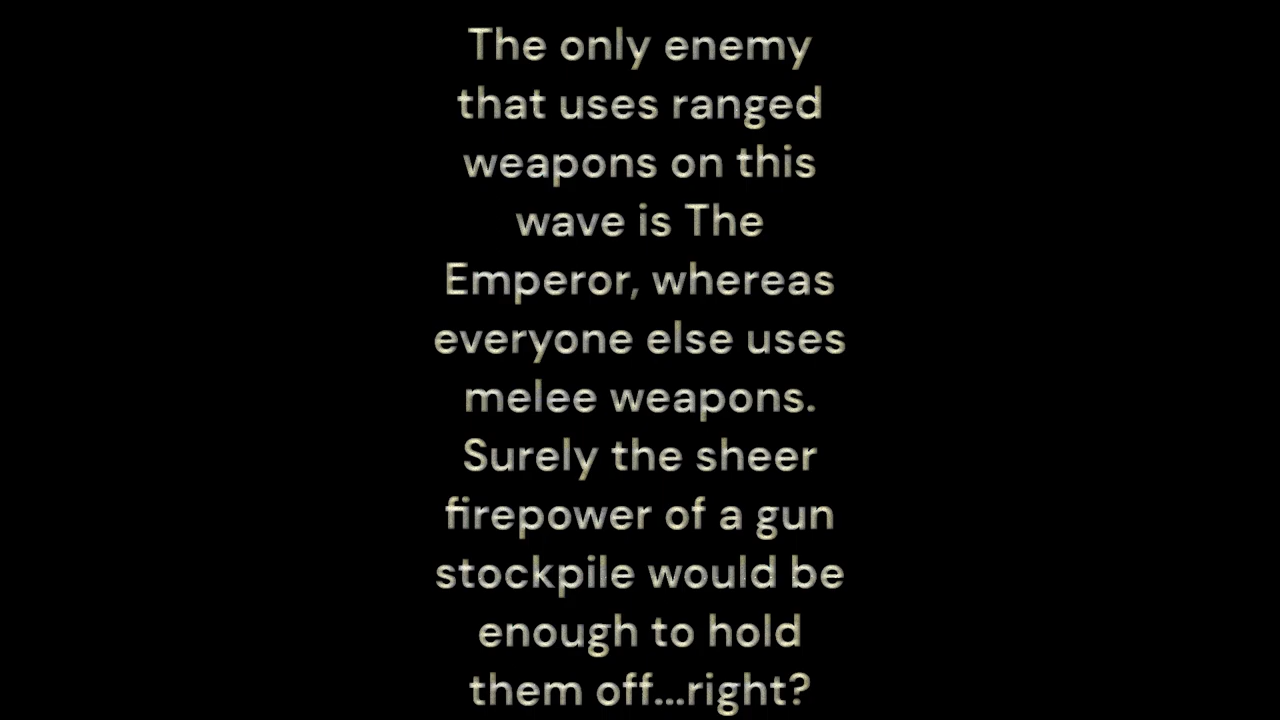 The only enemy
that uses ranged
weapons on this
wave is The
Emperor, whereas
everyone else uses
melee weapons.
Surely the sheer
firepower of a gun
stockpile would be
enough to hold
them off...right?